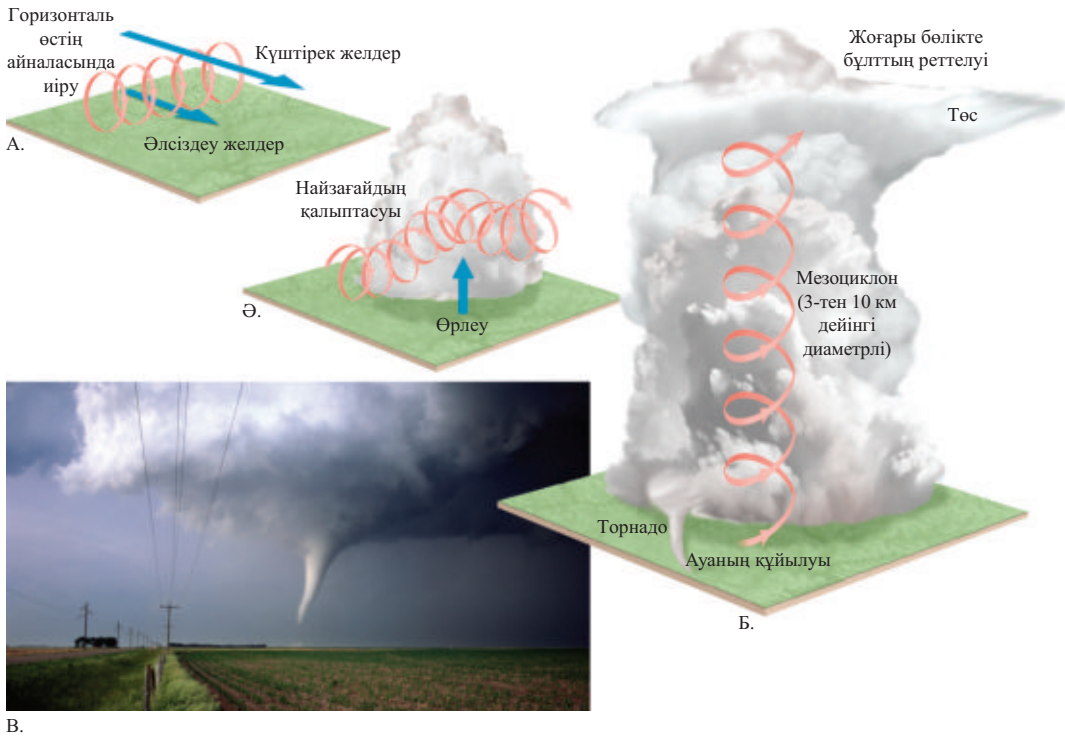 Горизонталь
өстің
айналасында
иіру
Күштірек желдер
Әлсіздеу желдер
А.
Найзағайдың
қалыптасуы
Өрлеу
Ә.
Жоғары бөлікте
бұлттың реттелуі
Төс
Мезоциклон
(3-тен 10 км
дейінгі
диаметрлі)
Торнадо
Ауаның құйылуы
Б.
В.